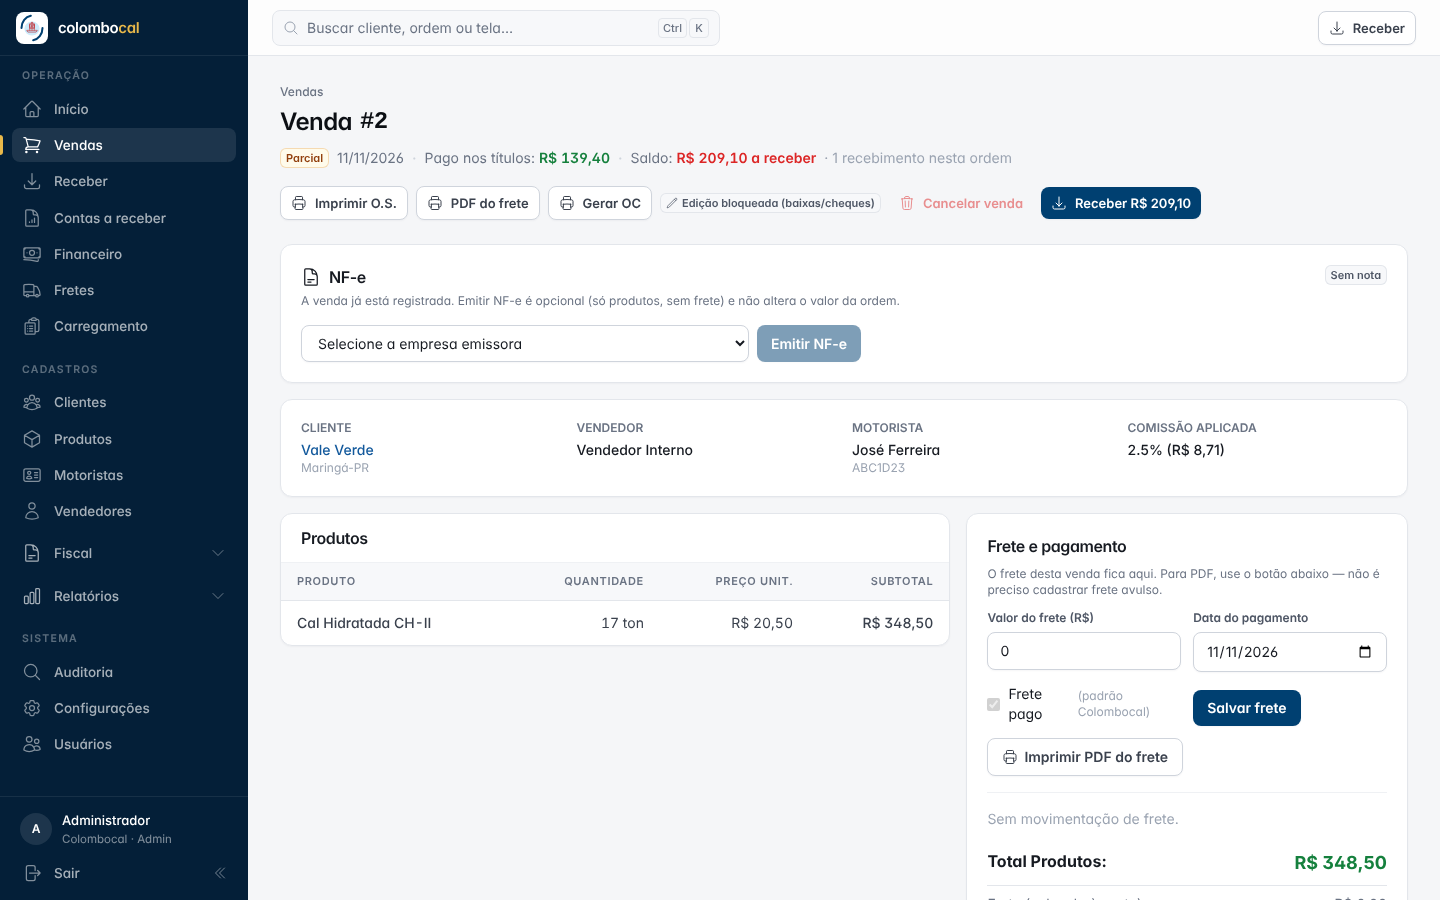 colombocal
Buscar cliente, ordem ou tela...
Ctrl K
Receber
OPERAÇÃO
Início
Vendas
Receber
Contas a receber
Financeiro
Fretes
Carregamento
CADASTROS
Clientes
Produtos
Motoristas
Vendedores
Fiscal
Relatórios
SISTEMA
Auditoria
Configurações
Usuários
A
Administrador
Colombocal · Admin
Sair
Vendas
Venda #2
Parcial 11/11/2026 · Pago nos títulos: R$ 139,40 · Saldo: R$ 209,10 a receber · 1 recebimento nesta ordem
Imprimir O.S. PDF do frete Gerar OC Edição bloqueada (baixas/cheques) Cancelar venda Receber R$ 209,10
NF-e
Sem nota
A venda já está registrada. Emitir NF-e é opcional (só produtos, sem frete) e não altera o valor da ordem.
Selecione a empresa emissora
Emitir NF-e
CLIENTE VENDEDOR MOTORISTA COMISSÃO APLICADA
Vale Verde Vendedor Interno José Ferreira 2.5% (R$ 8,71)
Maringá-PR ABC1D23
Produtos
PRODUTO QUANTIDADE PREÇO UNIT. SUBTOTAL
Cal Hidratada CH-II 17 ton R$ 20,50 R$ 348,50
Frete e pagamento
O frete desta venda fica aqui. Para PDF, use o botão abaixo — não é
preciso cadastrar frete avulso.
Valor do frete (R$) Data do pagamento
0 11/11/2026
Frete
pago
(padrão
Colombocal)
Salvar frete
Imprimir PDF do frete
Sem movimentação de frete.
Total Produtos: R$ 348,50